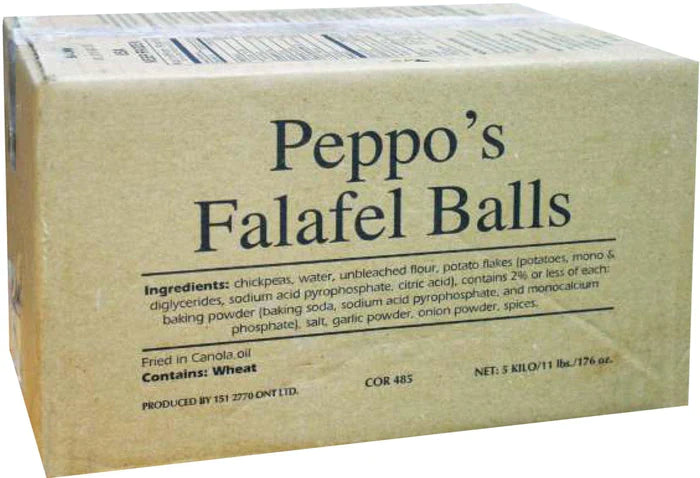 Peppo's
Falafel Balls
Ingredients: chickpeas, water, unbleached flour, potato flakes (potatoes, mono &
diglycerides, sodium acid pyrophosphate, citric acid), contains 2% or less of each:
baking powder (baking soda, sodium acid pyrophosphate, and monocalcium
phosphate), salt, garlic powder, onion powder, spices.
Fried in Canola oil
Contains: Wheat
PRODUCED BY 151 2770 ONT LTD.
COR 485
NET: 5 KILO/11 lbs./176 oz.